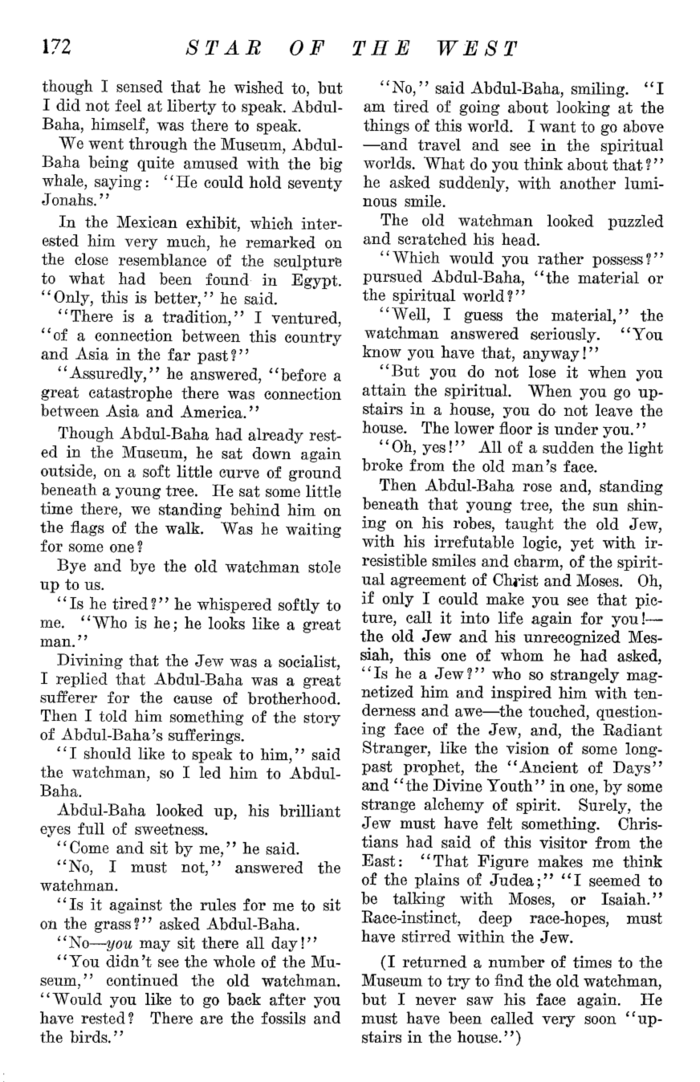 172 STAR OF THE WEST
though I sensed that he wished to, but
I did not feel at liberty to speak. Abdul-
Baha, himself, was there to speak.
We went through the Museum, Abdul-
Baha being quite amused with the big
whale, saying: “He could hold seventy
Jonahs.”
In the Mexican exhibit, which inter-
ested him very much, he remarked on
the close resemblance of the sculpture
to what had been found in Egypt.
“Only, this is better,” he said.
“There is a tradition,” I ventured,
“of a connection between this country
and Asia in the far past?”
“Assuredly,” he answered, “before a
great catastrophe there was connection
between Asia and America.”
Though Abdul-Baha had already rest-
ed in the Museum, he sat down again
outside, on a soft little curve of ground
beneath a young tree. He sat some little
time there, we standing behind him on
the flags of the walk. Was he waiting
for some one?
Bye and bye the old watchman stole
up to us.
“Is he tired?” he whispered softly to
me. “Who is he; he looks like a great
man.”
Divining that the Jew was a socialist,
I replied that Abdul-Baha was a great
sufferer for the cause of brotherhood.
Then I told him something of the story
of Abdul-Baha’s sufferings.
“I should like to speak to him,” said
the watchman, so I led him to Abdul-
Baha.
Abdul-Baha looked up, his brilliant
eyes full of sweetness.
“Come and sit by me,” he said.
“No, I must not,” answered the
watchman.
“Is it against the rules for me to sit
on the grass?” asked Abdul-Baha.
“No—you may sit there all day!”
“You didn’t see the whole of the Mu-
seum,” continued the old watchman.
“Would you like to go back after you
have rested? There are the fossils and
the birds.”
“No,” said Abdul-Baha, smiling. “I
am tired of going about looking at the
things of this world. I want to go above
—and travel and see in the spiritual
worlds. What do you think about that?”
he asked suddenly, with another lumi-
nous smile.
The old watchman looked puzzled
and scratched his head.
“Which would you rather possess?”
pursued Abdul-Baha, “the material or
the spiritual world?”
“Well, I guess the material,” the
watchman answered seriously. “You
know you have that, anyway!”
“But you do not lose it when you
attain the spiritual. When you go up-
stairs in a house, you do not leave the
house. The lower floor is under you.”
“Oh, yes!” All of a sudden the light
broke from the old man’s face.
Then Abdul-Baha rose and, standing
beneath that young tree, the sun shin-
ing on his robes, taught the old Jew,
with his irrefutable logic, yet with ir-
resistible smiles and charm, of the spirit-
ual agreement of Christ and Moses. Oh,
if only I could make you see that pic-
ture, call it into life again for you!—
the old Jew and his unrecognized Mes-
siah, this one of whom he had asked,
“Is he a Jew?” who so strangely mag-
netized him and inspired him with ten-
derness and awe—the touched, question-
ing face of the Jew, and, the Radiant
Stranger, like the vision of some long-
past prophet, the “Ancient of Days”
and “the Divine Youth” in one, by some
strange alchemy of spirit. Surely, the
Jew must have felt something. Chris-
tians had said of this visitor from the
East: “That Figure makes me think
of the plains of Judea;” “I seemed to
be talking with Moses, or Isaiah.”
Race-instinct, deep race-hopes, must
have stirred within the Jew.
(I returned a number of times to the
Museum to try to find the old watchman,
but I never saw his face again. He
must have been called very soon “up-
stairs in the house.”)